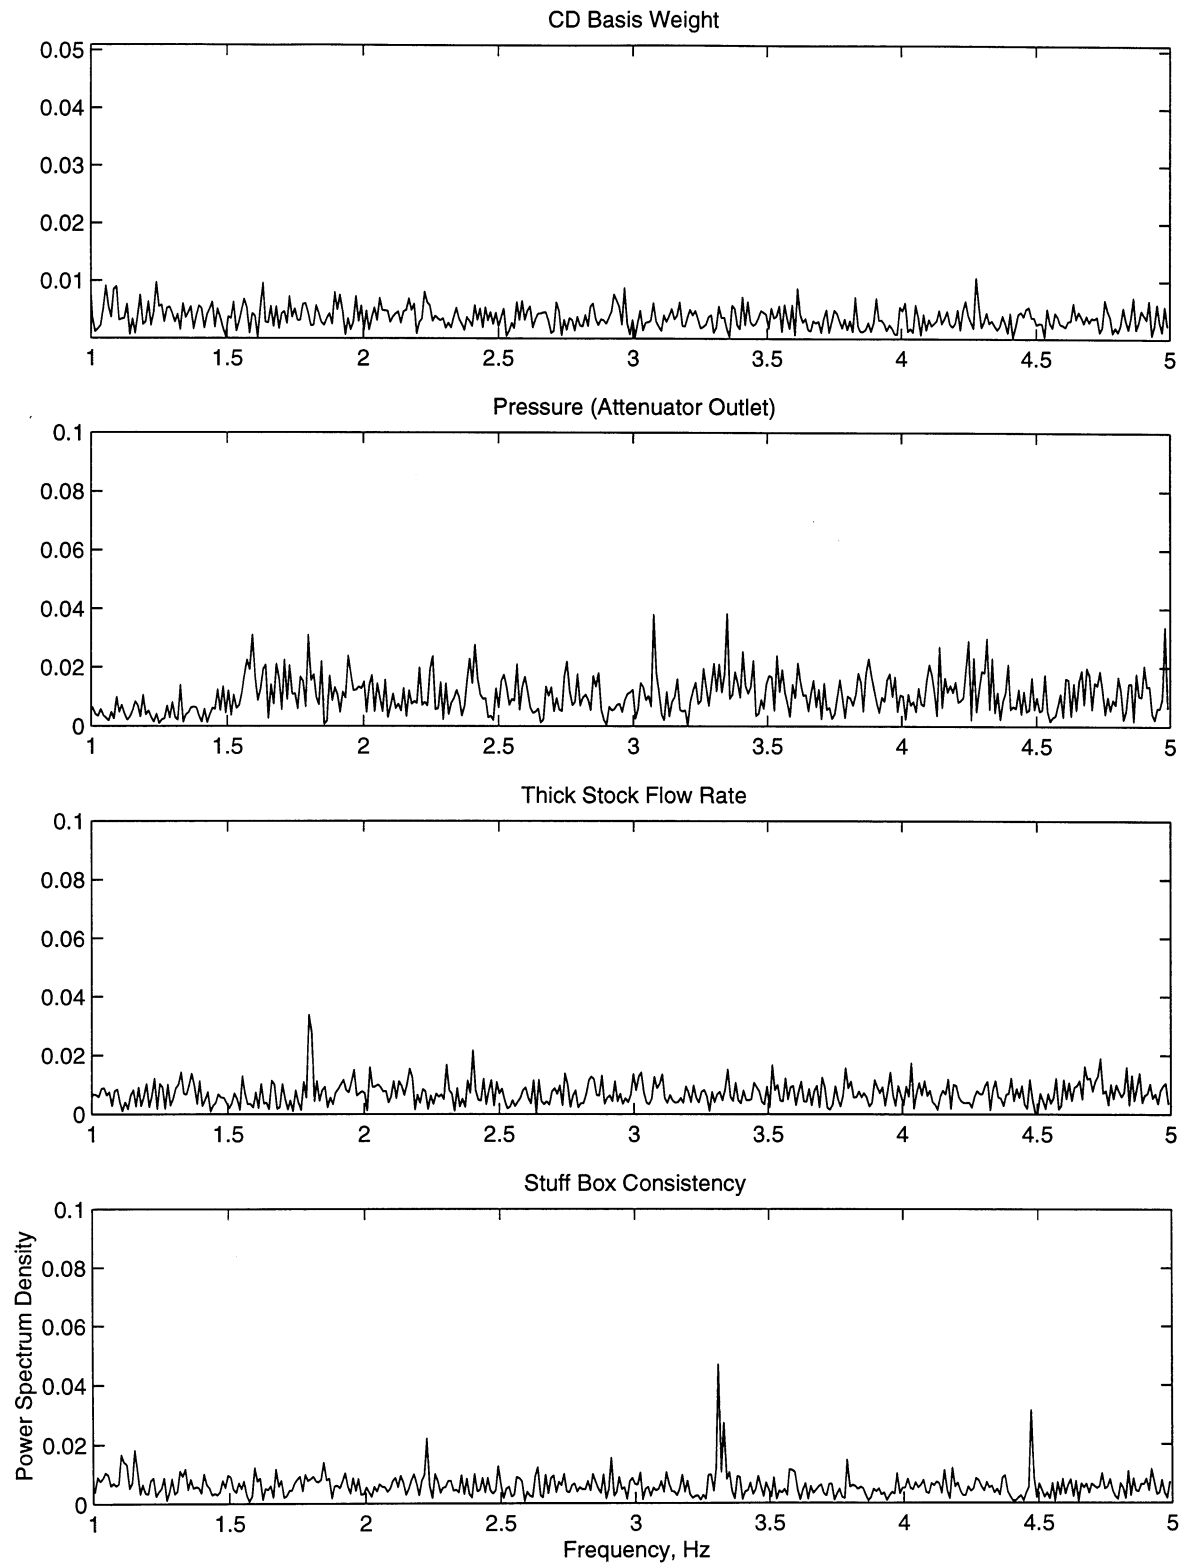 CD Basis Weight
0.05
0.04
0.03
0.02
0.01
1 1.5 2 2.5 3 3.5 4 4.5 5
Pressure (Attenuator Outlet)
0.1
0.08
0.06
0.04
0.02
0
1 1.5 2 2.5 3 3.5 4 4.5 5
Thick Stock Flow Rate
0.1
0.08
0.06
0.04
0.02
0
1 1.5 2 2.5 3 3.5 4 4.5 5
Stuff Box Consistency
0.1
0.08
0.06
0.04
0.02
0
Power Spectrum Density
1 1.5 2 2.5 3 3.5 4 4.5 5
Frequency, Hz